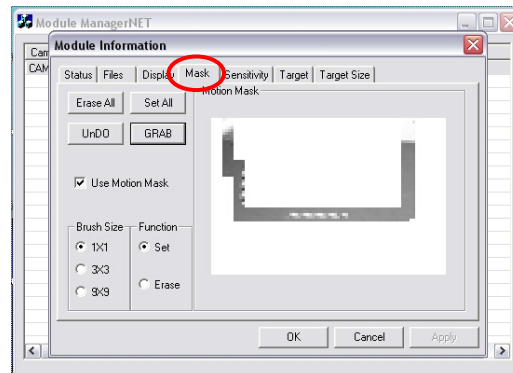 Module ManagerNET
Module Information
Cam
CAM
Status Files Display Mask Sensitivity Target Target Size
Erase All Set All
Motion Mask
UnDO GRAB
Use Motion Mask
Brush Size Function
1X1 Set
3X3
Erase
9X9
OK Cancel Apply